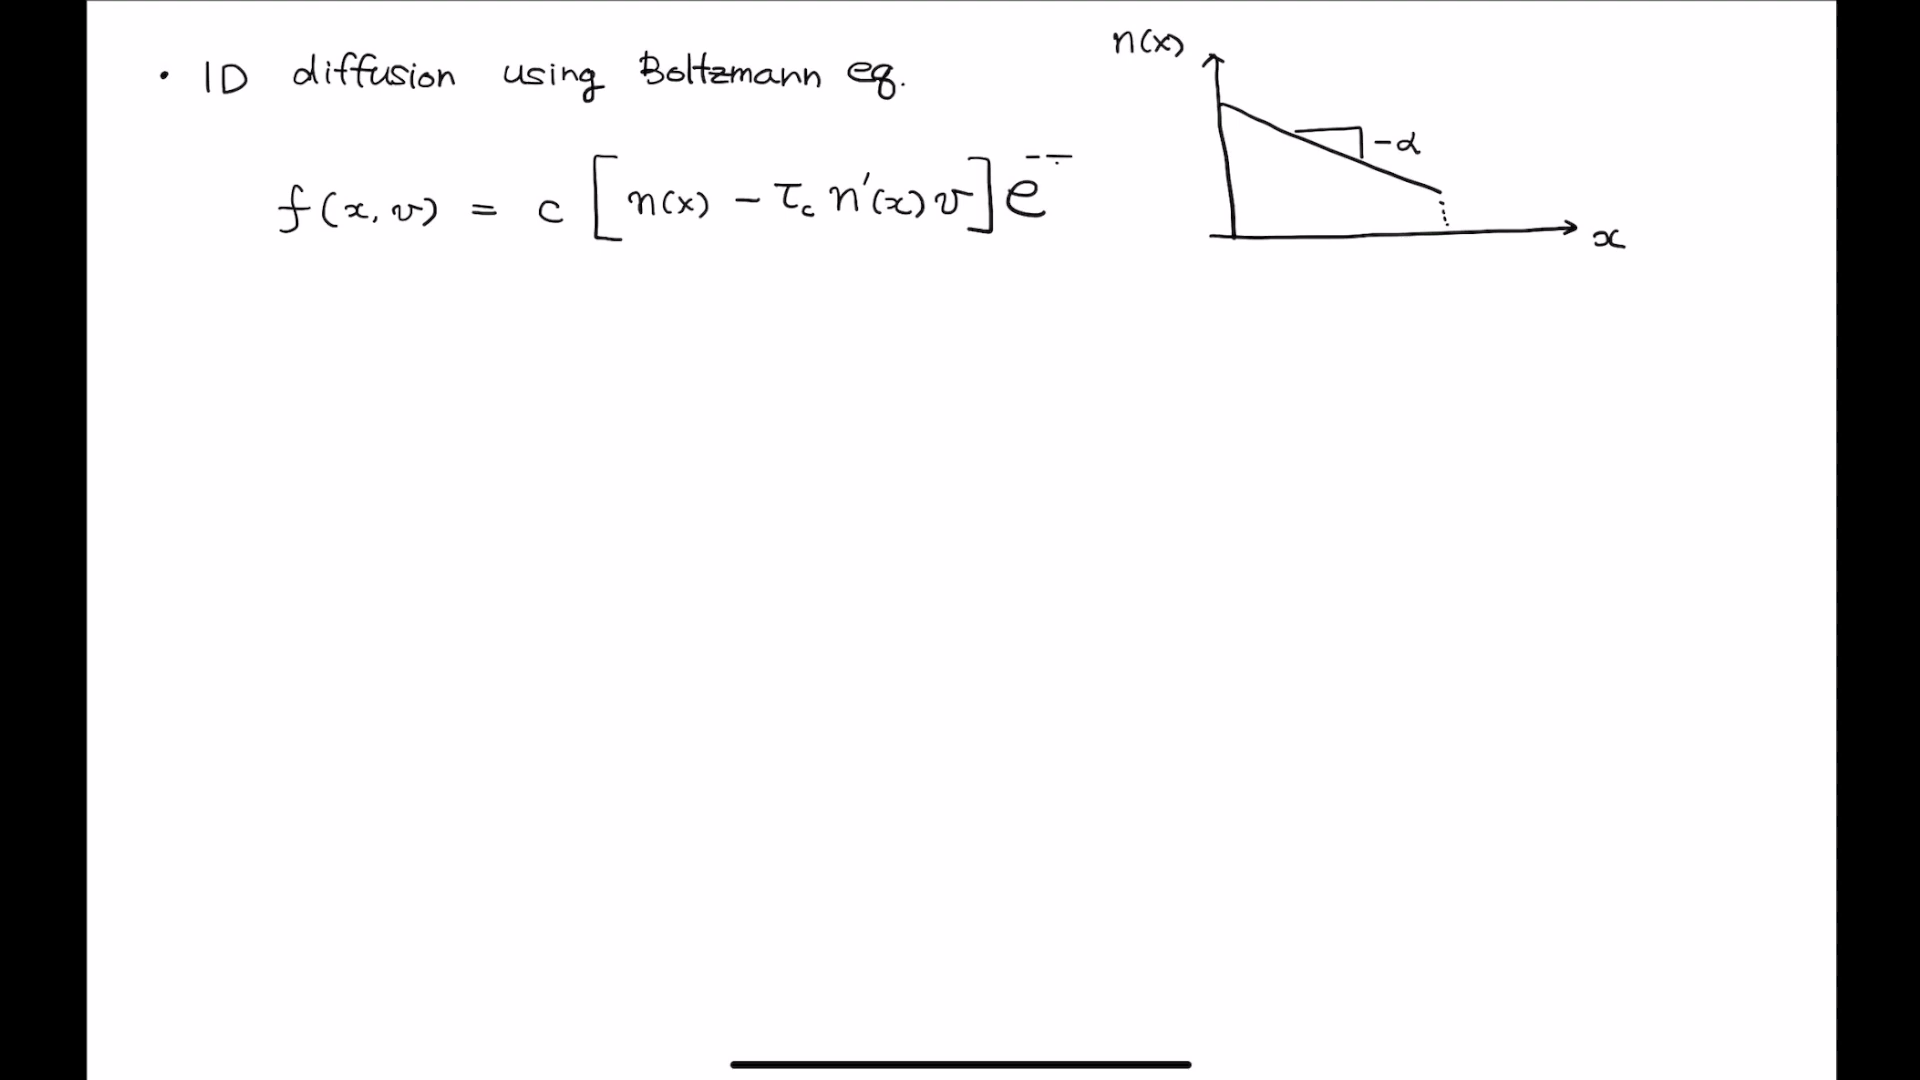 • 1D diffusion using Boltzmann eq.
f(x, v) = c [n(x) − τc n′(x) v] e
n(x)
−α
x